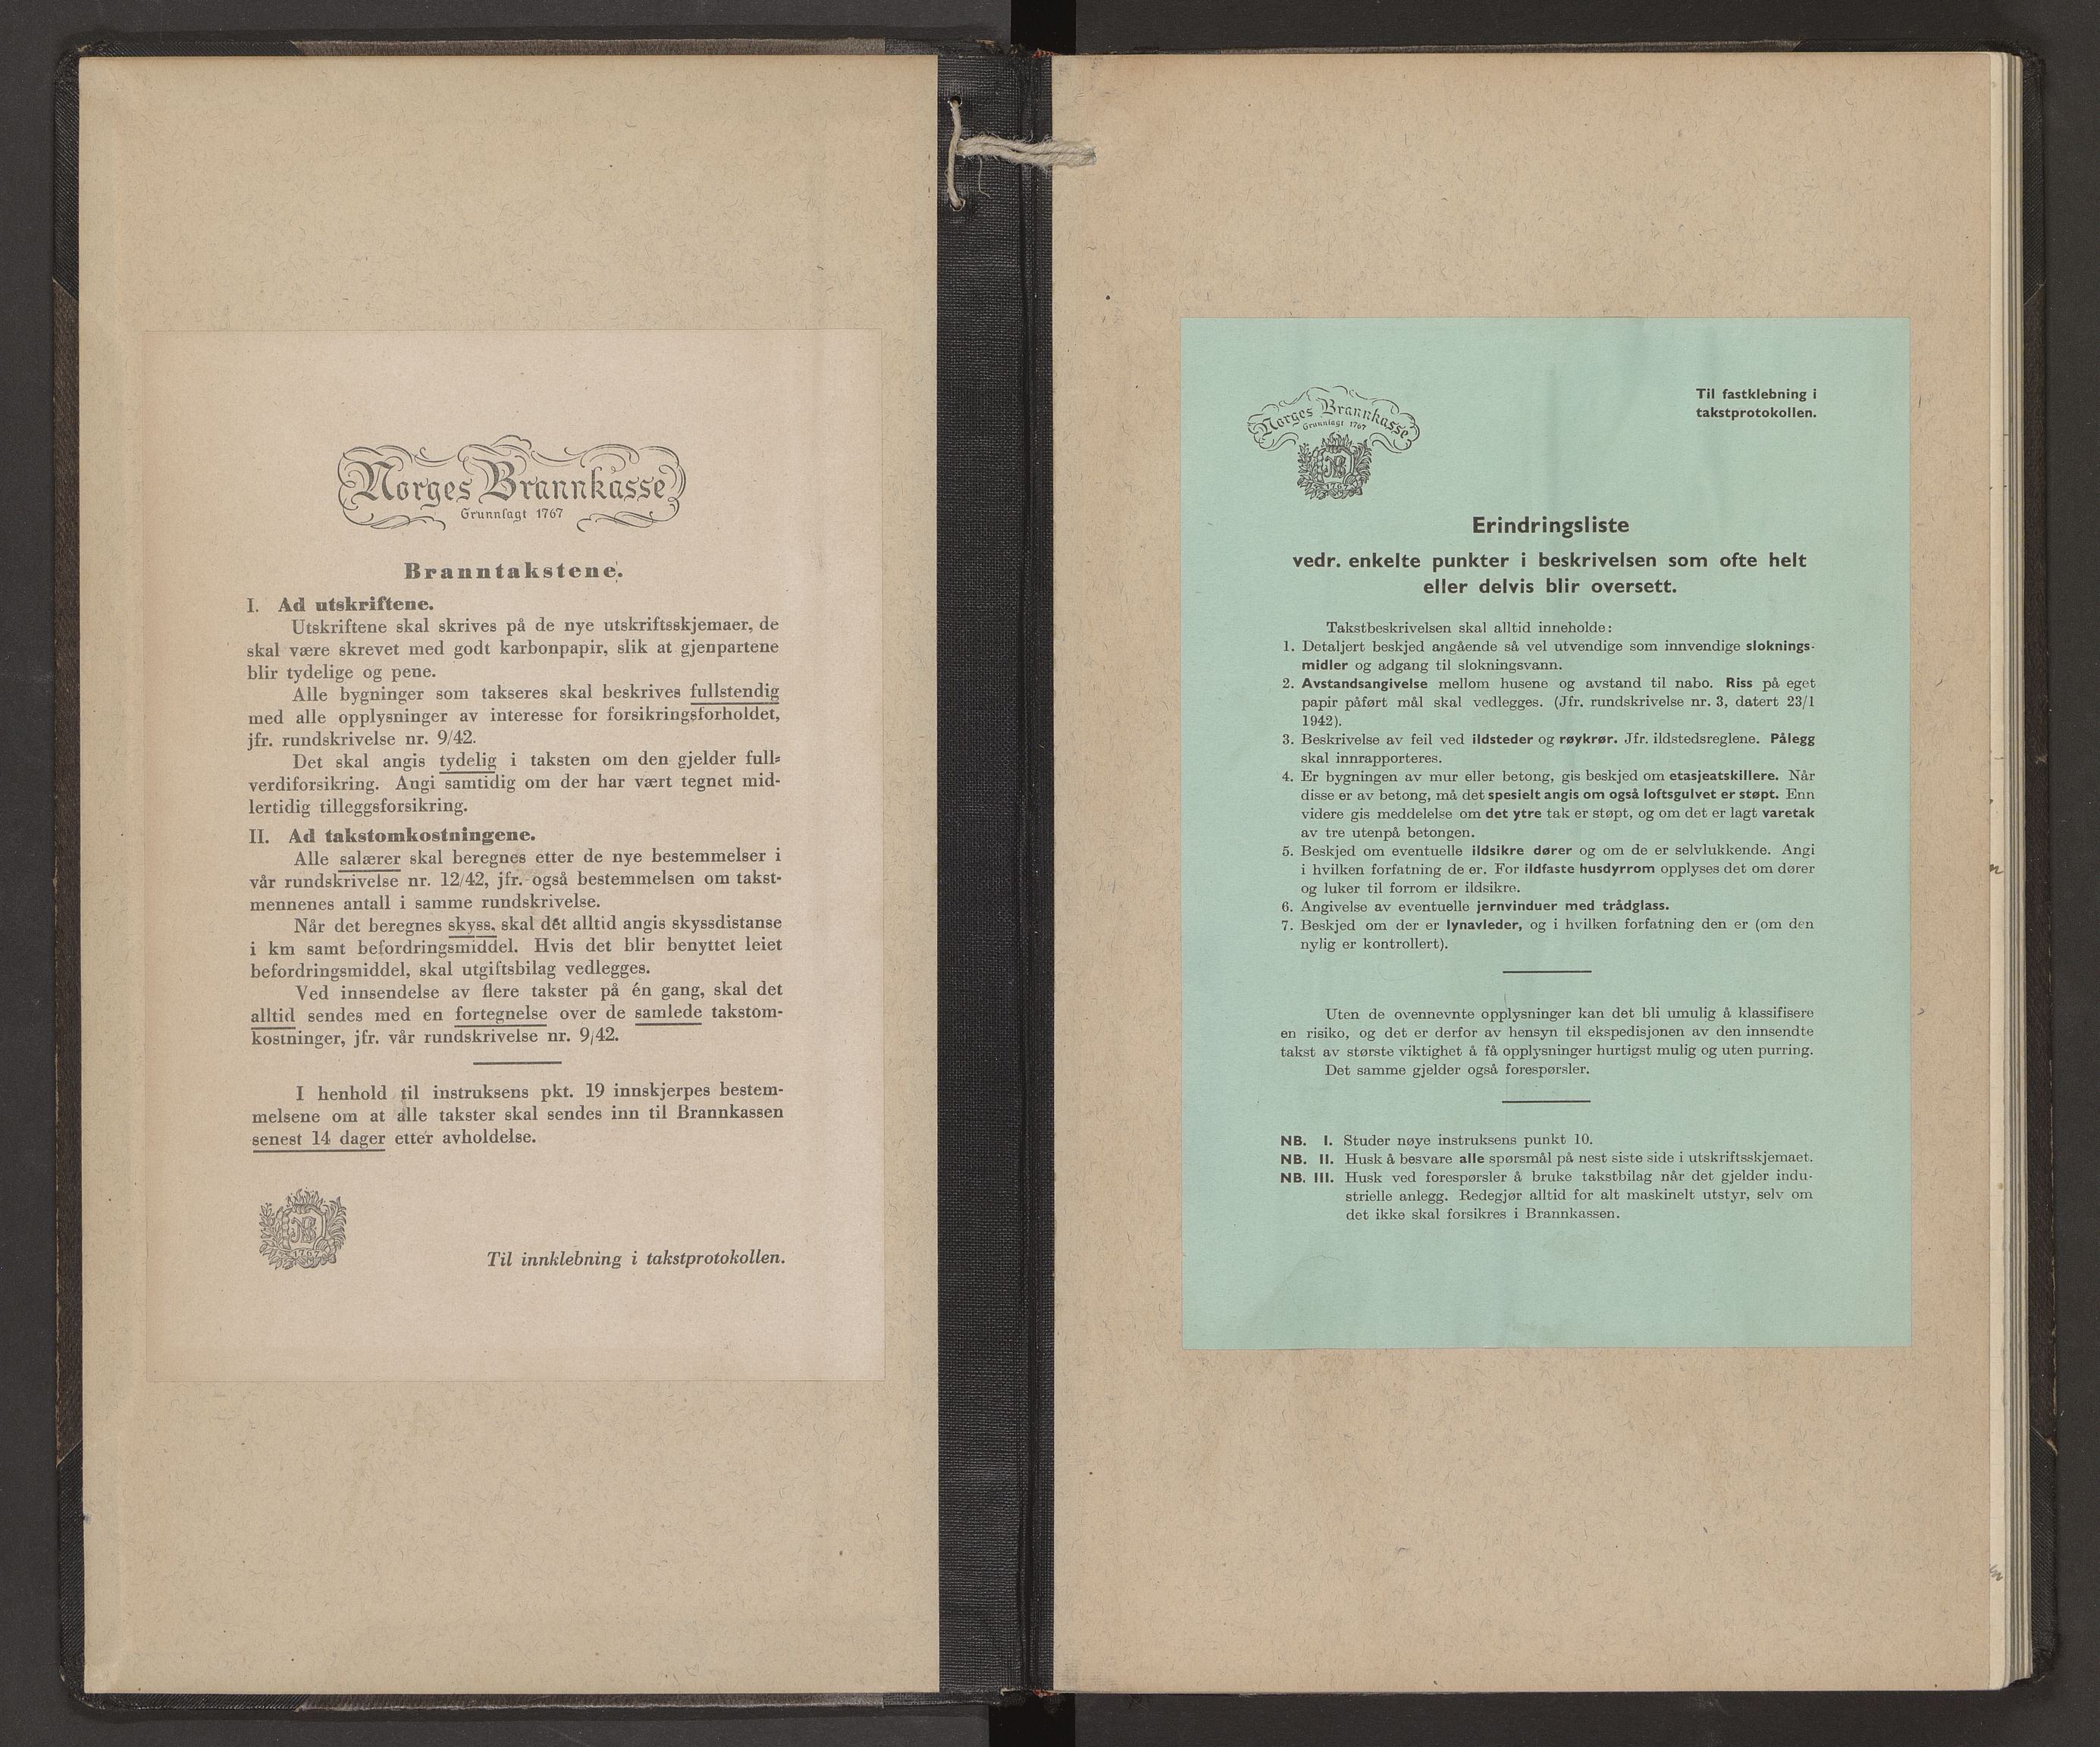 Norges Brannkasse
Grunnlagt 1767
Branntakstene.
I. Ad utskriftene.
Utskriftene skal skrives på de nye utskriftsskjemaer, de
skal være skrevet med godt karbonpapir, slik at gjenpartene
blir tydelige og pene.
Alle bygninger som takseres skal beskrives fullstendig
med alle opplysninger av interesse for forsikringsforholdet,
jfr. rundskrivelse nr. 9/42.
Det skal angis tydelig i taksten om den gjelder full-
verdiforsikring. Angi samtidig om der har vært tegnet mid-
lertidig tilleggsforsikring.
II. Ad takstomkostningene.
Alle salærer skal beregnes etter de nye bestemmelser i
vår rundskrivelse nr. 12/42, jfr. også bestemmelsen om takst-
mennenes antall i samme rundskrivelse.
Når det beregnes skyss, skal dét alltid angis skyssdistanse
i km samt befordringsmiddel. Hvis det blir benyttet leiet
befordringsmiddel, skal utgiftsbilag vedlegges.
Ved innsendelse av flere takster på én gang, skal det
alltid sendes med en fortegnelse over de samlede takstom-
kostninger, jfr. vår rundskrivelse nr. 9/42.
I henhold til instruksens pkt. 19 innskjerpes bestem-
melsene om at alle takster skal sendes inn til Brannkassen
senest 14 dager etter avholdelse.
1767
Til innklebning i takstprotokollen.
Norges Brannkasse
Grunnlagt 1767
1767
Til fastklebning i
takstprotokollen.
Erindringsliste
vedr. enkelte punkter i beskrivelsen som ofte helt
eller delvis blir oversett.
Takstbeskrivelsen skal alltid inneholde:
1. Detaljert beskjed angående så vel utvendige som innvendige sloknings-
midler og adgang til slokningsvann.
2. Avstandsangivelse mellom husene og avstand til nabo. Riss på eget
papir påført mål skal vedlegges. (Jfr. rundskrivelse nr. 3, datert 23/1
1942).
3. Beskrivelse av feil ved ildsteder og røykrør. Jfr. ildstedsreglene. Pålegg
skal innrapporteres.
4. Er bygningen av mur eller betong, gis beskjed om etasjeatskillere. Når
disse er av betong, må det spesielt angis om også loftsgulvet er støpt. Enn
videre gis meddelelse om det ytre tak er støpt, og om det er lagt varetak
av tre utenpå betongen.
5. Beskjed om eventuelle ildsikre dører og om de er selvlukkende. Angi
i hvilken forfatning de er. For ildfaste husdyrrom opplyses det om dører
og luker til forrom er ildsikre.
6. Angivelse av eventuelle jernvinduer med trådglass.
7. Beskjed om der er lynavleder, og i hvilken forfatning den er (om den
nylig er kontrollert).
Uten de ovennevnte opplysninger kan det bli umulig å klassifisere
en risiko, og det er derfor av hensyn til ekspedisjonen av den innsendte
takst av største viktighet å få opplysninger hurtigst mulig og uten purring.
Det samme gjelder også forespørsler.
NB. I. Studer nøye instruksens punkt 10.
NB. II. Husk å besvare alle spørsmål på nest siste side i utskriftsskjemaet.
NB. III. Husk ved forespørsler å bruke takstbilag når det gjelder indu-
strielle anlegg. Redegjør alltid for alt maskinelt utstyr, selv om
det ikke skal forsikres i Brannkassen.